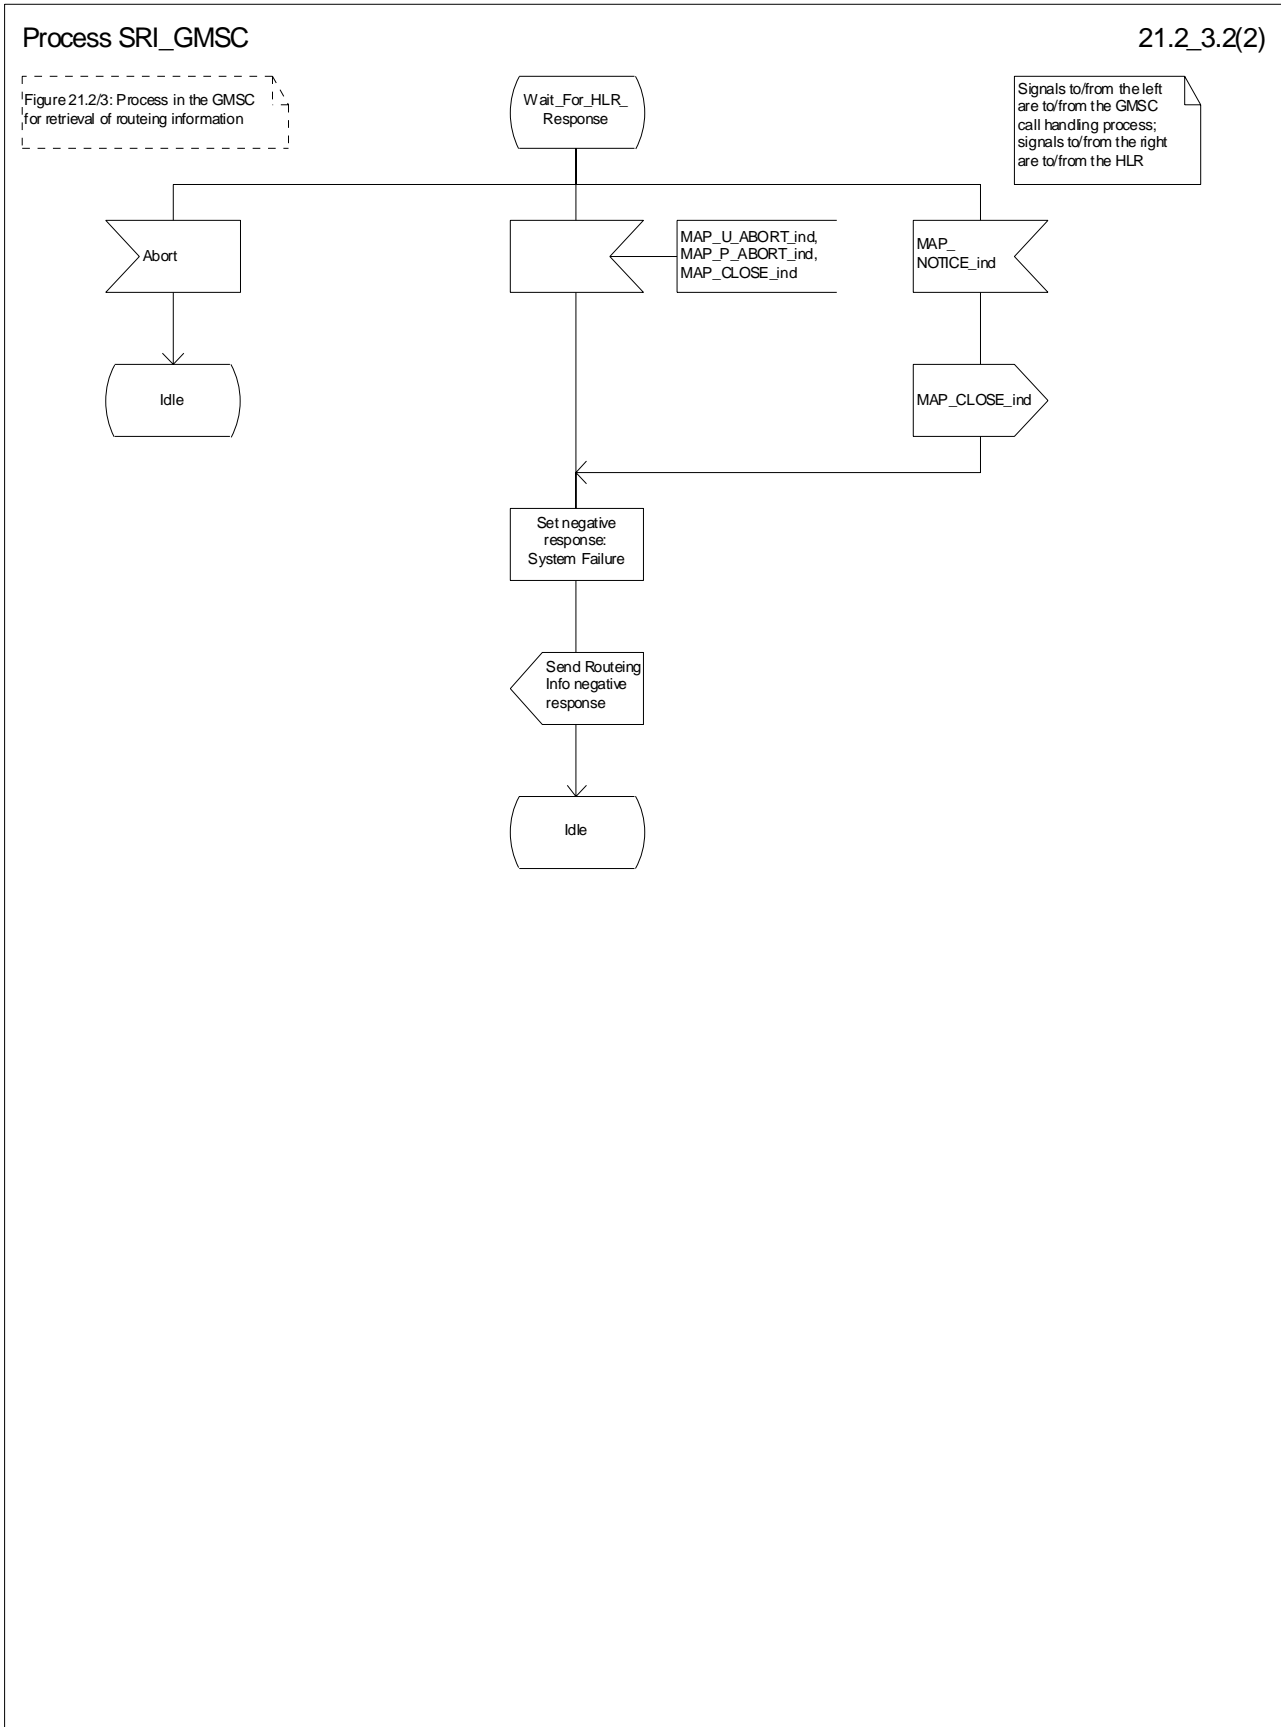 Process SRI_GMSC
21.2_3.2(2)
Figure 21.2/3: Process in the GMSC
for retrieval of routeing information
Wait_For_HLR_
Response
Signals to/from the left
are to/from the GMSC
call handling process;
signals to/from the right
are to/from the HLR
Abort
MAP_U_ABORT_ind,
MAP_P_ABORT_ind,
MAP_CLOSE_ind
MAP_
NOTICE_ind
Idle
MAP_CLOSE_ind
Set negative
response:
System Failure
Send Routeing
Info negative
response
Idle